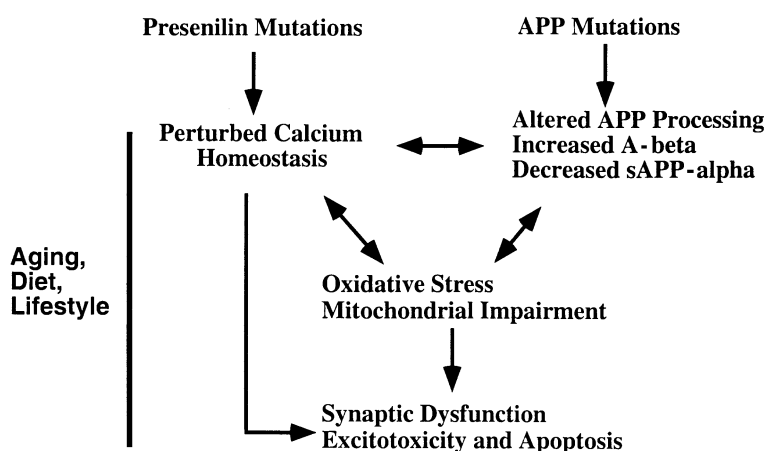 Presenilin Mutations
APP Mutations
Perturbed Calcium
Homeostasis
Altered APP Processing
Increased A-beta
Decreased sAPP-alpha
Aging,
Diet,
Lifestyle
Oxidative Stress
Mitochondrial Impairment
Synaptic Dysfunction
Excitotoxicity and Apoptosis